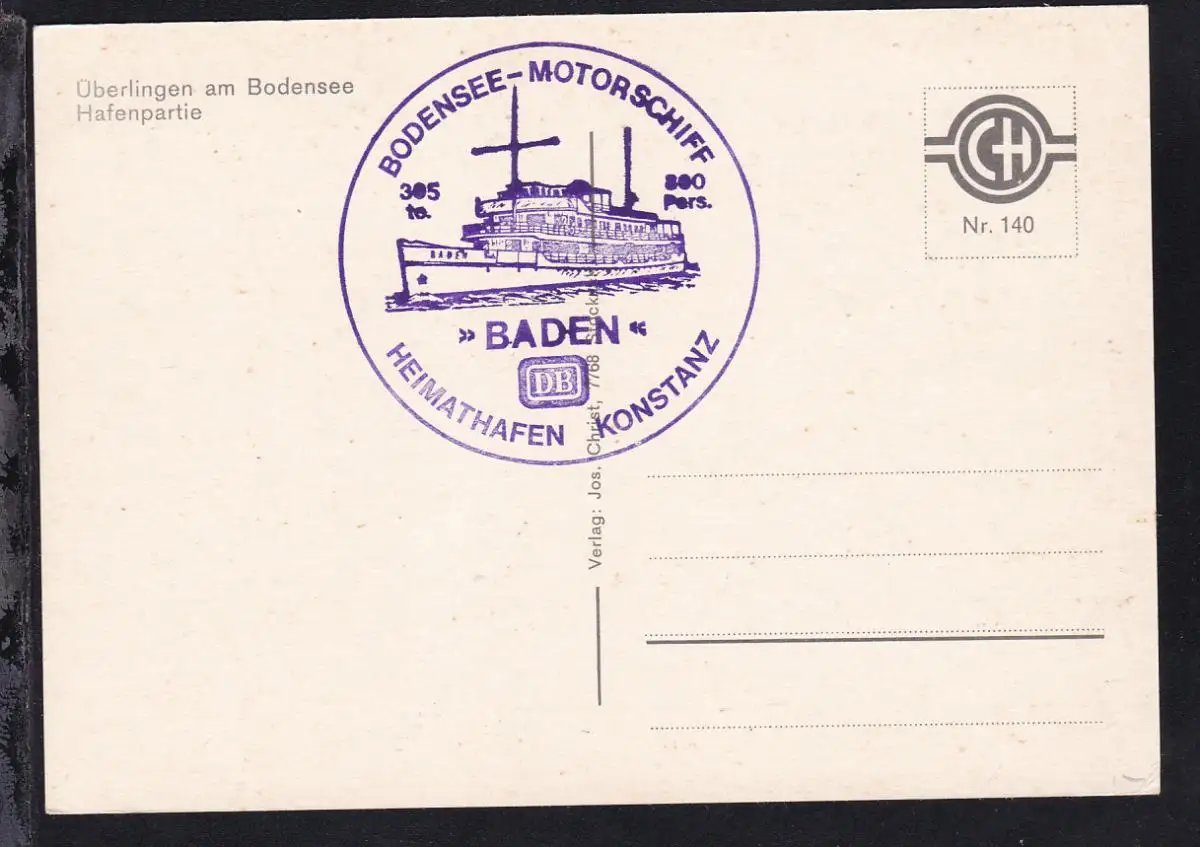 Überlingen am Bodensee
Hafenpartie
BODENSEE-MOTORSCHIFF
305
to.
800
Pers.
BADEN
» BADEN «
DB
HEIMATHAFEN KONSTANZ
Verlag: Jos. Christ, 7768
CH
Nr. 140